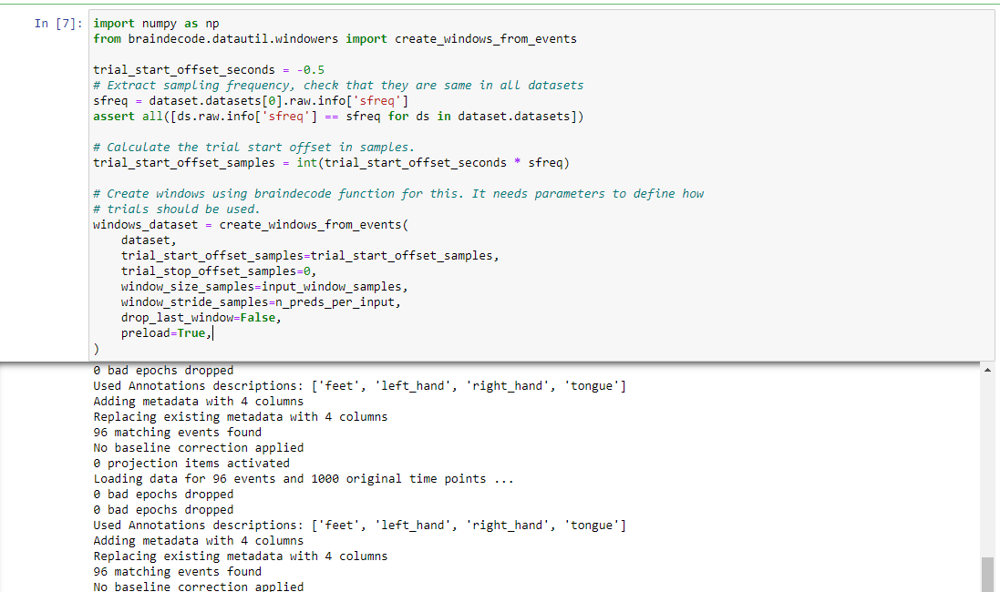 In [7]: import numpy as np
from braindecode.datautil.windowers import create_windows_from_events
trial_start_offset_seconds = -0.5
# Extract sampling frequency, check that they are same in all datasets
sfreq = dataset.datasets[0].raw.info['sfreq']
assert all([ds.raw.info['sfreq'] == sfreq for ds in dataset.datasets])
# Calculate the trial start offset in samples.
trial_start_offset_samples = int(trial_start_offset_seconds * sfreq)
# Create windows using braindecode function for this. It needs parameters to define how
# trials should be used.
windows_dataset = create_windows_from_events(
    dataset,
    trial_start_offset_samples=trial_start_offset_samples,
    trial_stop_offset_samples=0,
    window_size_samples=input_window_samples,
    window_stride_samples=n_preds_per_input,
    drop_last_window=False,
    preload=True,
)
0 bad epochs dropped
Used Annotations descriptions: ['feet', 'left_hand', 'right_hand', 'tongue']
Adding metadata with 4 columns
Replacing existing metadata with 4 columns
96 matching events found
No baseline correction applied
0 projection items activated
Loading data for 96 events and 1000 original time points ...
0 bad epochs dropped
0 bad epochs dropped
Used Annotations descriptions: ['feet', 'left_hand', 'right_hand', 'tongue']
Adding metadata with 4 columns
Replacing existing metadata with 4 columns
96 matching events found
No baseline correction applied